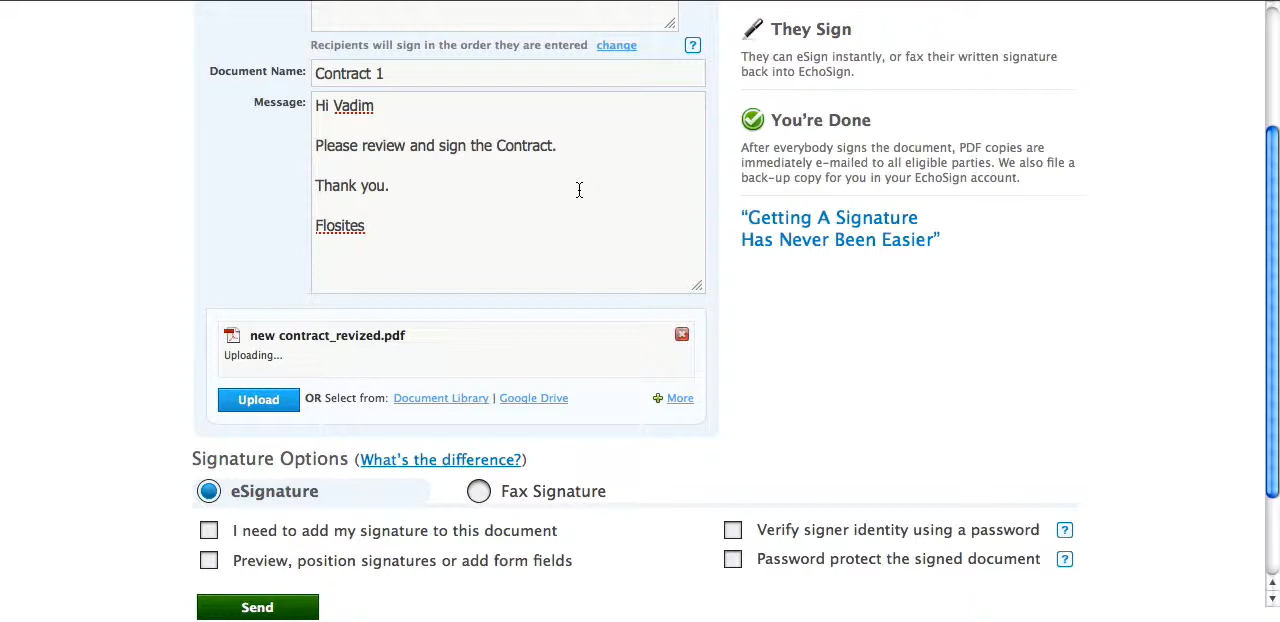 Recipients will sign in the order they are entered change ?
Document Name: Contract 1
Message: Hi Vadim
Please review and sign the Contract.
Thank you.
Flosites
new contract_revized.pdf
Uploading...
Upload OR Select from: Document Library | Google Drive More
They Sign
They can eSign instantly, or fax their written signature
back into EchoSign.
You're Done
After everybody signs the document, PDF copies are
immediately e-mailed to all eligible parties. We also file a
back-up copy for you in your EchoSign account.
“Getting A Signature
Has Never Been Easier”
Signature Options (What's the difference?)
eSignature Fax Signature
I need to add my signature to this document
Preview, position signatures or add form fields
Verify signer identity using a password ?
Password protect the signed document ?
Send